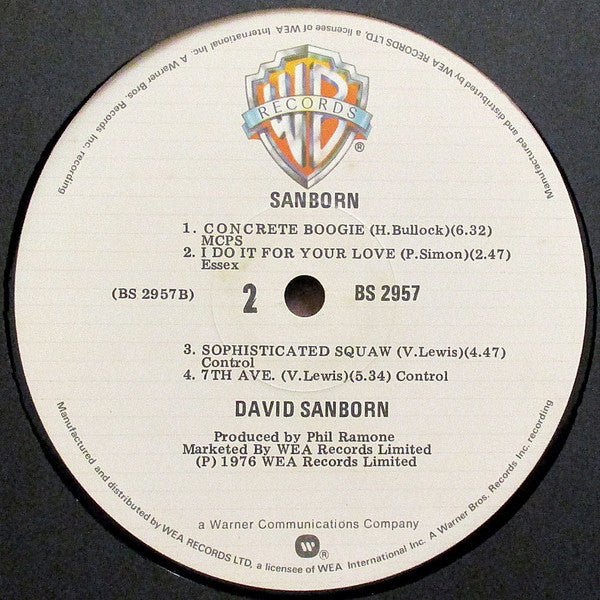 Manufactured and distributed by WEA RECORDS LTD, a licensee of WEA International Inc. A Warner Bros. Records Inc. recording
WB
RECORDS
®
SANBORN
1. CONCRETE BOOGIE (H.Bullock)(6.32)
MCPS
2. I DO IT FOR YOUR LOVE (P.Simon)(2.47)
Essex
(BS 2957B) 2 BS 2957
3. SOPHISTICATED SQUAW (V.Lewis)(4.47)
Control
4. 7TH AVE. (V.Lewis)(5.34) Control
DAVID SANBORN
Produced by Phil Ramone
Marketed By WEA Records Limited
(P) 1976 WEA Records Limited
a Warner Communications Company
®
Manufactured and distributed by WEA RECORDS LTD, a licensee of WEA International Inc. A Warner Bros. Records Inc. recording